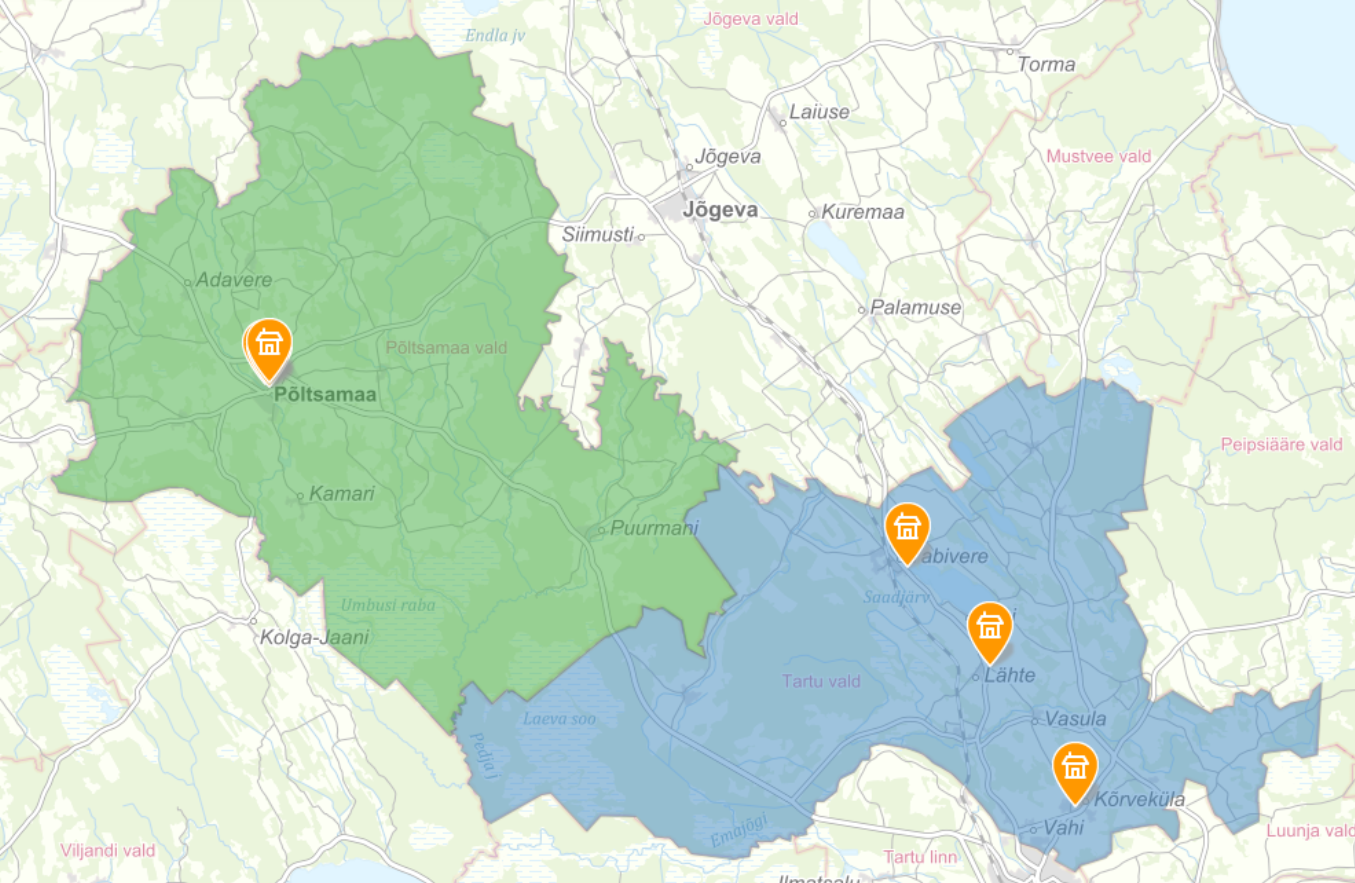 Jõgeva vald
Endla jv
Torma
Laiuse
Jõgeva
Mustvee vald
Jõgeva
Kuremaa
Siimusti
Adavere
Palamuse
Põltsamaa vald
Põltsamaa
Peipsiääre vald
Kamari
Puurmani
abivere
Saadjärv
Umbusi raba
Kolga-Jaani
Lähte
Tartu vald
Laeva soo
Vasula
Pedja j
Kõrveküla
Emajõgi
Vahi
Luunja vald
Viljandi vald
Tartu linn
Ilmatsalu